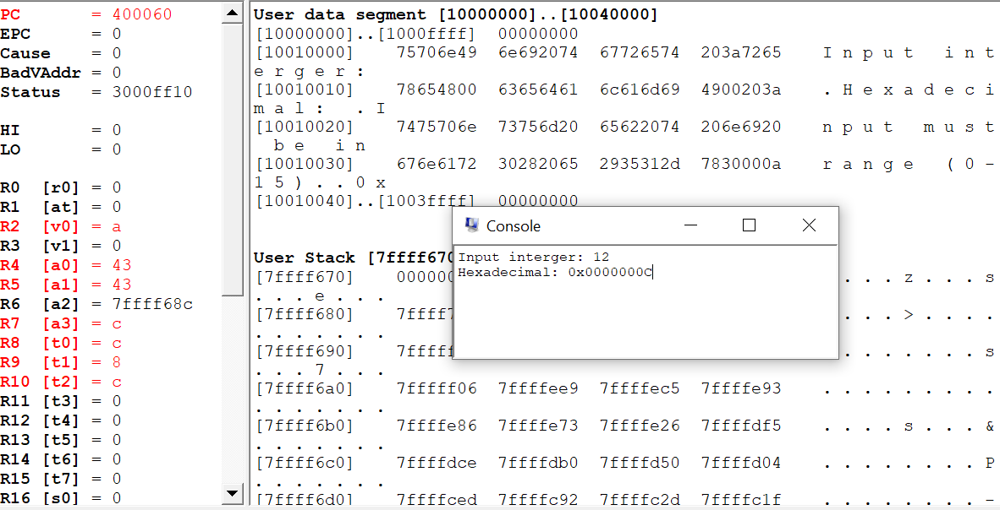 PC = 400060
EPC = 0
Cause = 0
BadVAddr = 0
Status = 3000ff10
HI = 0
LO = 0
R0 [r0] = 0
R1 [at] = 0
R2 [v0] = a
R3 [v1] = 0
R4 [a0] = 43
R5 [a1] = 43
R6 [a2] = 7ffff68c
R7 [a3] = c
R8 [t0] = c
R9 [t1] = 8
R10 [t2] = c
R11 [t3] = 0
R12 [t4] = 0
R13 [t5] = 0
R14 [t6] = 0
R15 [t7] = 0
R16 [s0] = 0
User data segment [10000000]..[10040000]
[10000000]..[1000ffff] 00000000
[10010000] 75706e49 6e692074 67726574 203a7265 I n p u t i n t
e r g e r :
[10010010] 78654800 63656461 6c616d69 4900203a . H e x a d e c i
m a l : . I
[10010020] 7475706e 73756d20 65622074 206e6920 n p u t m u s t
b e i n
[10010030] 676e6172 30282065 2935312d 7830000a r a n g e ( 0 -
1 5 ) . . 0 x
[10010040]..[1003ffff] 00000000
User Stack [7ffff670
[7ffff670] . . . z . . . s
. . . e . . .
[7ffff680] . . . > . . . .
. . . . . . .
[7ffff690] . . . . . . . s
. . . 7 . . .
[7ffff6a0] 7fffff06 7ffffee9 7ffffec5 7ffffe93 . . . . . . . . .
. . . . . . .
[7ffff6b0] 7ffffe86 7ffffe73 7ffffe26 7ffffdf5 . . . . s . . . &
. . . . . . .
[7ffff6c0] 7ffffdce 7ffffdb0 7ffffd50 7ffffd04 . . . . . . . . P
. . . . . . .
[7ffff6d0] 7ffffced 7ffffc92 7ffffc2d 7ffffc1f . . . . . . . . -
Console
Input interger: 12
Hexadecimal: 0x0000000C